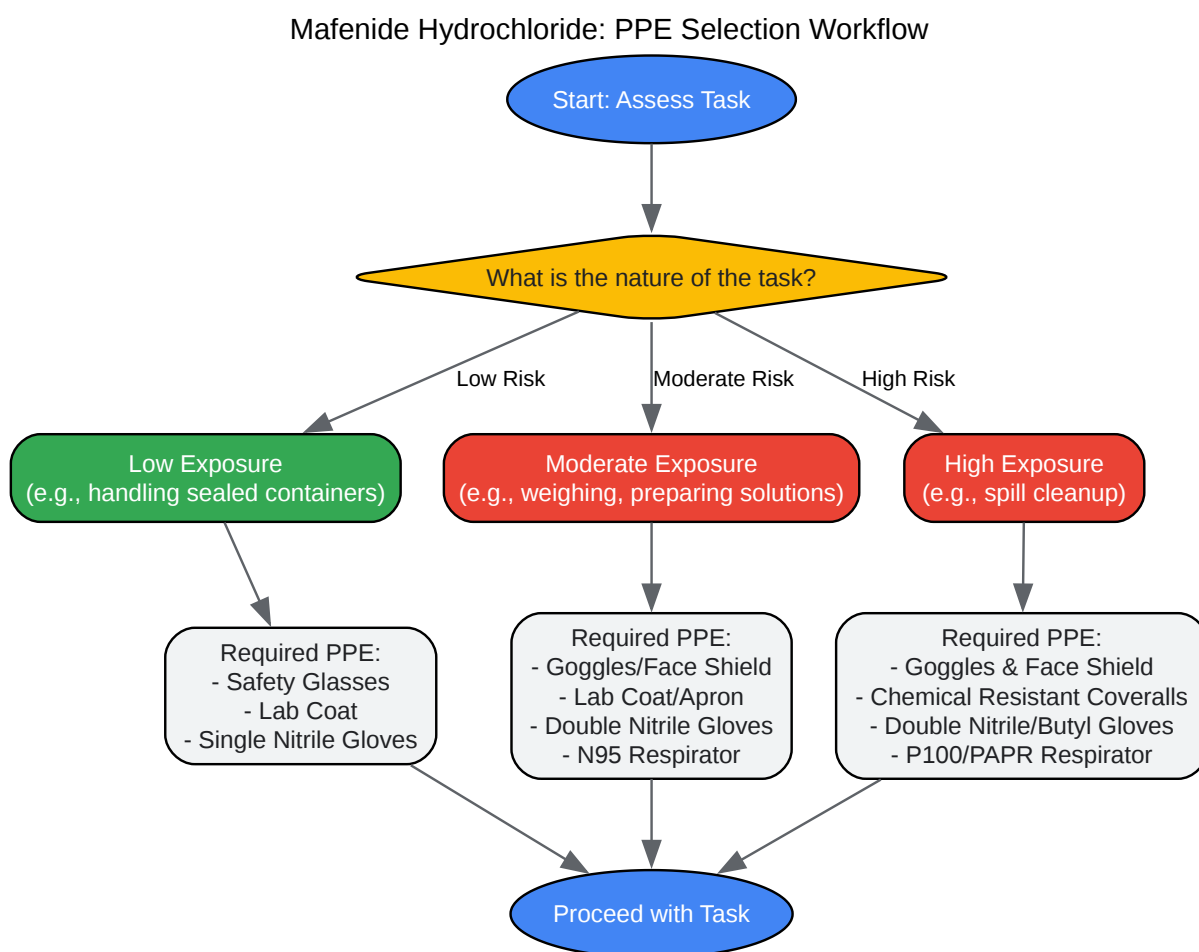 Mafenide Hydrochloride: PPE Selection Workflow
Start: Assess Task
What is the nature of the task?
Low Risk
Moderate Risk
High Risk
Low Exposure
(e.g., handling sealed containers)
Moderate Exposure
(e.g., weighing, preparing solutions)
High Exposure
(e.g., spill cleanup)
Required PPE:
- Safety Glasses
- Lab Coat
- Single Nitrile Gloves
Required PPE:
- Goggles/Face Shield
- Lab Coat/Apron
- Double Nitrile Gloves
- N95 Respirator
Required PPE:
- Goggles & Face Shield
- Chemical Resistant Coveralls
- Double Nitrile/Butyl Gloves
- P100/PAPR Respirator
Proceed with Task